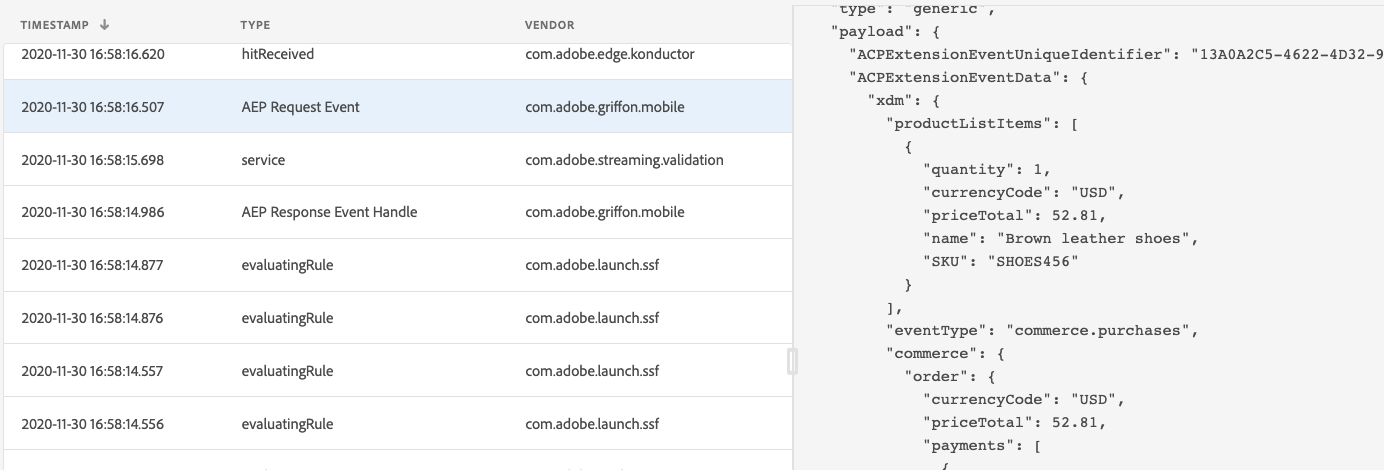 TIMESTAMP ↓ TYPE VENDOR
2020-11-30 16:58:16.620 hitReceived com.adobe.edge.konductor
2020-11-30 16:58:16.507 AEP Request Event com.adobe.griffon.mobile
2020-11-30 16:58:15.698 service com.adobe.streaming.validation
2020-11-30 16:58:14.986 AEP Response Event Handle com.adobe.griffon.mobile
2020-11-30 16:58:14.877 evaluatingRule com.adobe.launch.ssf
2020-11-30 16:58:14.876 evaluatingRule com.adobe.launch.ssf
2020-11-30 16:58:14.557 evaluatingRule com.adobe.launch.ssf
2020-11-30 16:58:14.556 evaluatingRule com.adobe.launch.ssf
"type": "generic",
"payload": {
"ACPExtensionEventUniqueIdentifier": "13A0A2C5-4622-4D32-9
"ACPExtensionEventData": {
"xdm": {
"productListItems": [
{
"quantity": 1,
"currencyCode": "USD",
"priceTotal": 52.81,
"name": "Brown leather shoes",
"SKU": "SHOES456"
}
],
"eventType": "commerce.purchases",
"commerce": {
"order": {
"currencyCode": "USD",
"priceTotal": 52.81,
"payments": [
{